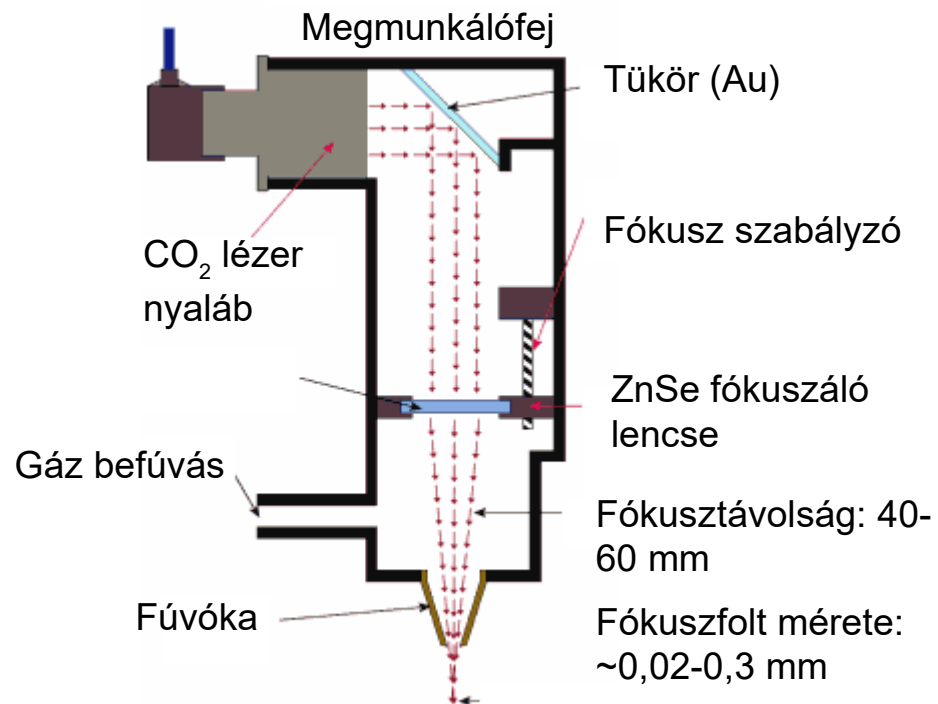 Megmunkálófej
Tükör (Au)
CO₂ lézer
nyaláb
Fókusz szabályzó
ZnSe fókuszáló
lencse
Gáz befúvás
Fókusztávolság: 40-
60 mm
Fúvóka
Fókuszfolt mérete:
~0,02-0,3 mm